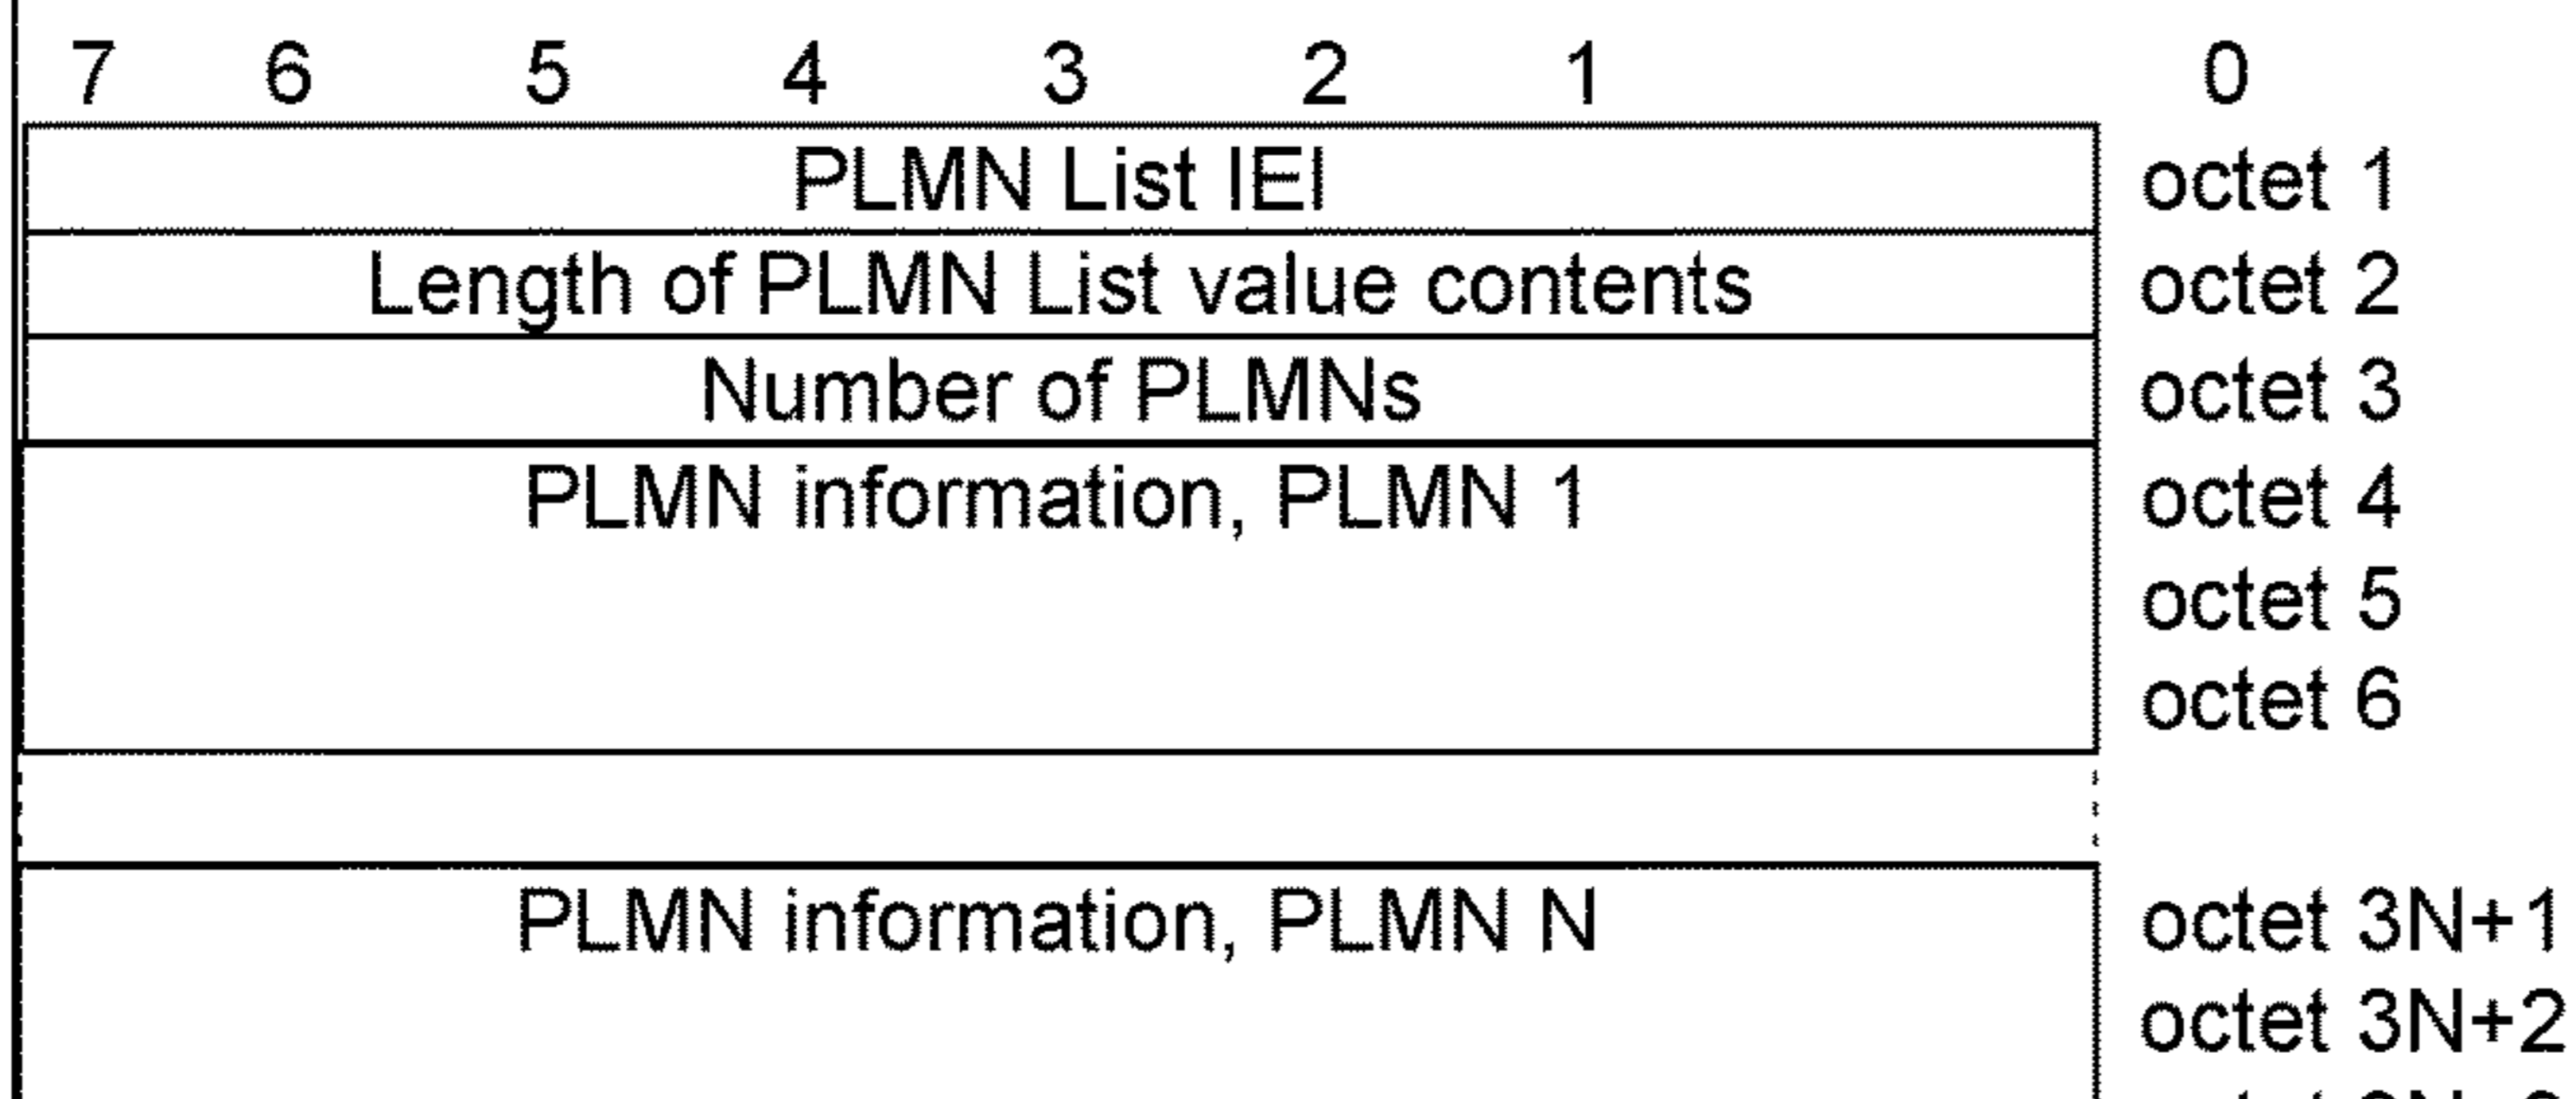 7 6 5 4 3 2 1 0
PLMN List IEI octet 1
Length of PLMN List value contents octet 2
Number of PLMNs octet 3
PLMN information, PLMN 1 octet 4
octet 5
octet 6
PLMN information, PLMN N octet 3N+1
octet 3N+2